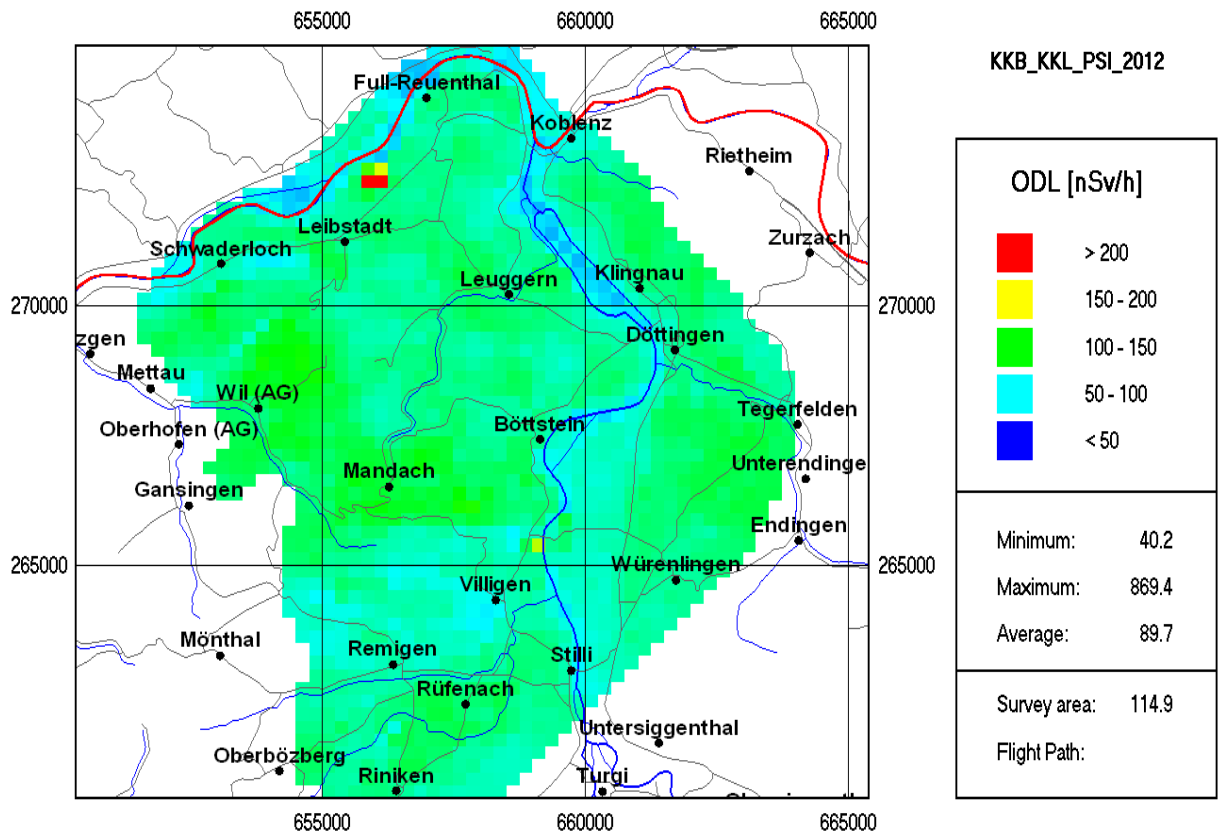 655000 660000 665000
KKB_KKL_PSI_2012
Full-Reuenthal
Koblenz
Rietheim
ODL [nSv/h]
Leibstadt
Schwaderloch
Zurzach
> 200
Leuggern
Klingnau
270000 270000
150 - 200
Döttingen
zgen
100 - 150
Mettau
Wil (AG)
50 - 100
Tegerfelden
Oberhofen (AG)
Böttstein
< 50
Mandach
Unterendinge
Gansingen
Endingen
Minimum: 40.2
265000 265000
Würenlingen
Villigen
Maximum: 869.4
Average: 89.7
Mönthal
Remigen
Stilli
Rüfenach
Survey area: 114.9
Untersiggenthal
Flight Path:
Oberbözberg
Riniken
Turgi
655000 660000 665000